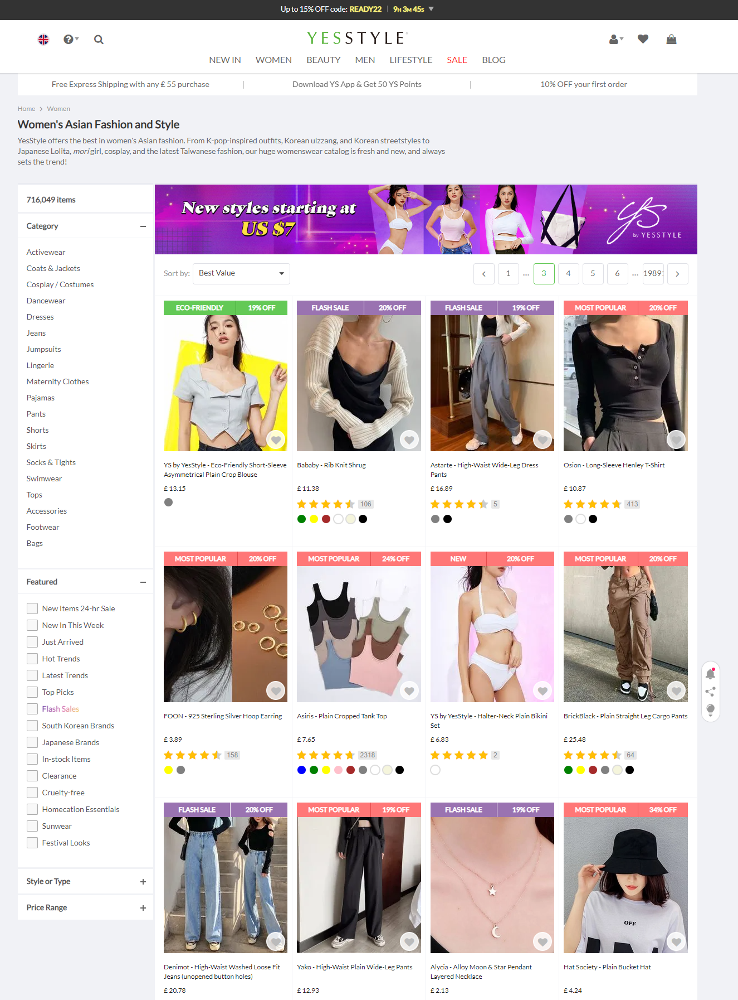 Up to 15% OFF code: READY22 9H 3M 45S
YESSTYLE
NEW IN WOMEN BEAUTY MEN LIFESTYLE SALE BLOG
Free Express Shipping with any £ 55 purchase
Download YS App & Get 50 YS Points
10% OFF your first order
Home > Women
Women's Asian Fashion and Style
YesStyle offers the best in women's Asian fashion. From K-pop-inspired outfits, Korean ulzzang, and Korean streetstyles to
Japanese Lolita, mori girl, cosplay, and the latest Taiwanese fashion, our huge womenswear catalog is fresh and new, and always
sets the trend!
716,049 items
Category
Activewear
Coats & Jackets
Cosplay / Costumes
Dancewear
Dresses
Jeans
Jumpsuits
Lingerie
Maternity Clothes
Pajamas
Pants
Shorts
Skirts
Socks & Tights
Swimwear
Tops
Accessories
Footwear
Bags
Featured
New Items 24-hr Sale
New In This Week
Just Arrived
Hot Trends
Latest Trends
Top Picks
Flash Sales
South Korean Brands
Japanese Brands
In-stock Items
Clearance
Cruelty-free
Homecation Essentials
Sunwear
Festival Looks
Style or Type
Price Range
New styles starting at
US $7
ys
by YESSTYLE
Sort by: Best Value
1 ... 3 4 5 6 ... 1989
ECO-FRIENDLY 19% OFF
YS by YesStyle - Eco-Friendly Short-Sleeve
Asymmetrical Plain Crop Blouse
£ 13.15
FLASH SALE 20% OFF
Bababy - Rib Knit Shrug
£ 11.38
106
FLASH SALE 19% OFF
Astarte - High-Waist Wide-Leg Dress
Pants
£ 16.89
5
MOST POPULAR 20% OFF
Osion - Long-Sleeve Henley T-Shirt
£ 10.87
413
MOST POPULAR 20% OFF
FOON - 925 Sterling Silver Hoop Earring
£ 3.89
158
MOST POPULAR 24% OFF
Asiris - Plain Cropped Tank Top
£ 7.65
2318
NEW 20% OFF
YS by YesStyle - Halter-Neck Plain Bikini
Set
£ 6.83
2
MOST POPULAR 20% OFF
BrickBlack - Plain Straight Leg Cargo Pants
£ 25.48
64
FLASH SALE 20% OFF
Denimot - High-Waist Washed Loose Fit
Jeans (unopened button holes)
£ 20.78
MOST POPULAR 19% OFF
Yako - High-Waist Plain Wide-Leg Pants
£ 12.93
FLASH SALE 19% OFF
Alycia - Alloy Moon & Star Pendant
Layered Necklace
£ 2.13
MOST POPULAR 34% OFF
OFF
Hat Society - Plain Bucket Hat
£ 4.24